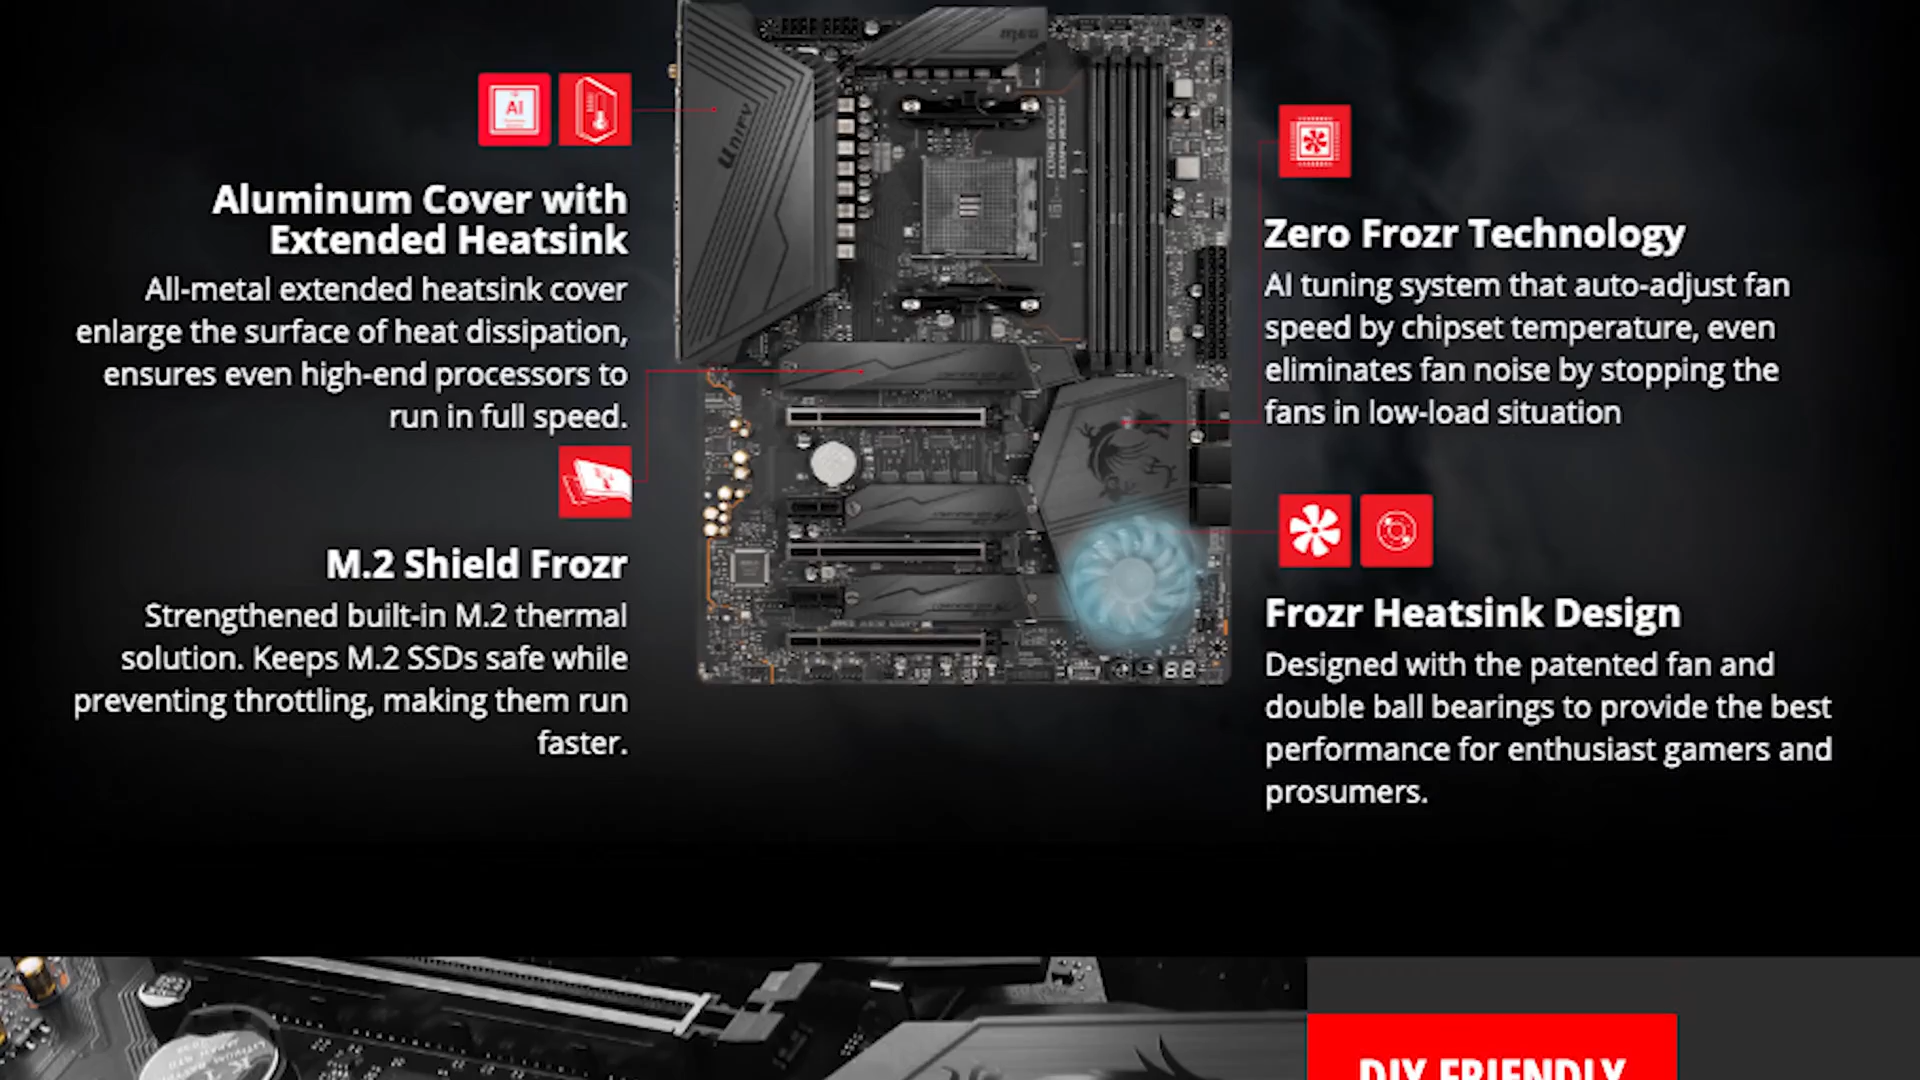 AI
Aluminum Cover with
Extended Heatsink
All-metal extended heatsink cover
enlarge the surface of heat dissipation,
ensures even high-end processors to
run in full speed.
M.2 Shield Frozr
Strengthened built-in M.2 thermal
solution. Keeps M.2 SSDs safe while
preventing throttling, making them run
faster.
UNIFY
CORE BOOST
Zero Frozr Technology
AI tuning system that auto-adjust fan
speed by chipset temperature, even
eliminates fan noise by stopping the
fans in low-load situation
Frozr Heatsink Design
Designed with the patented fan and
double ball bearings to provide the best
performance for enthusiast gamers and
prosumers.
DIY FRIENDLY